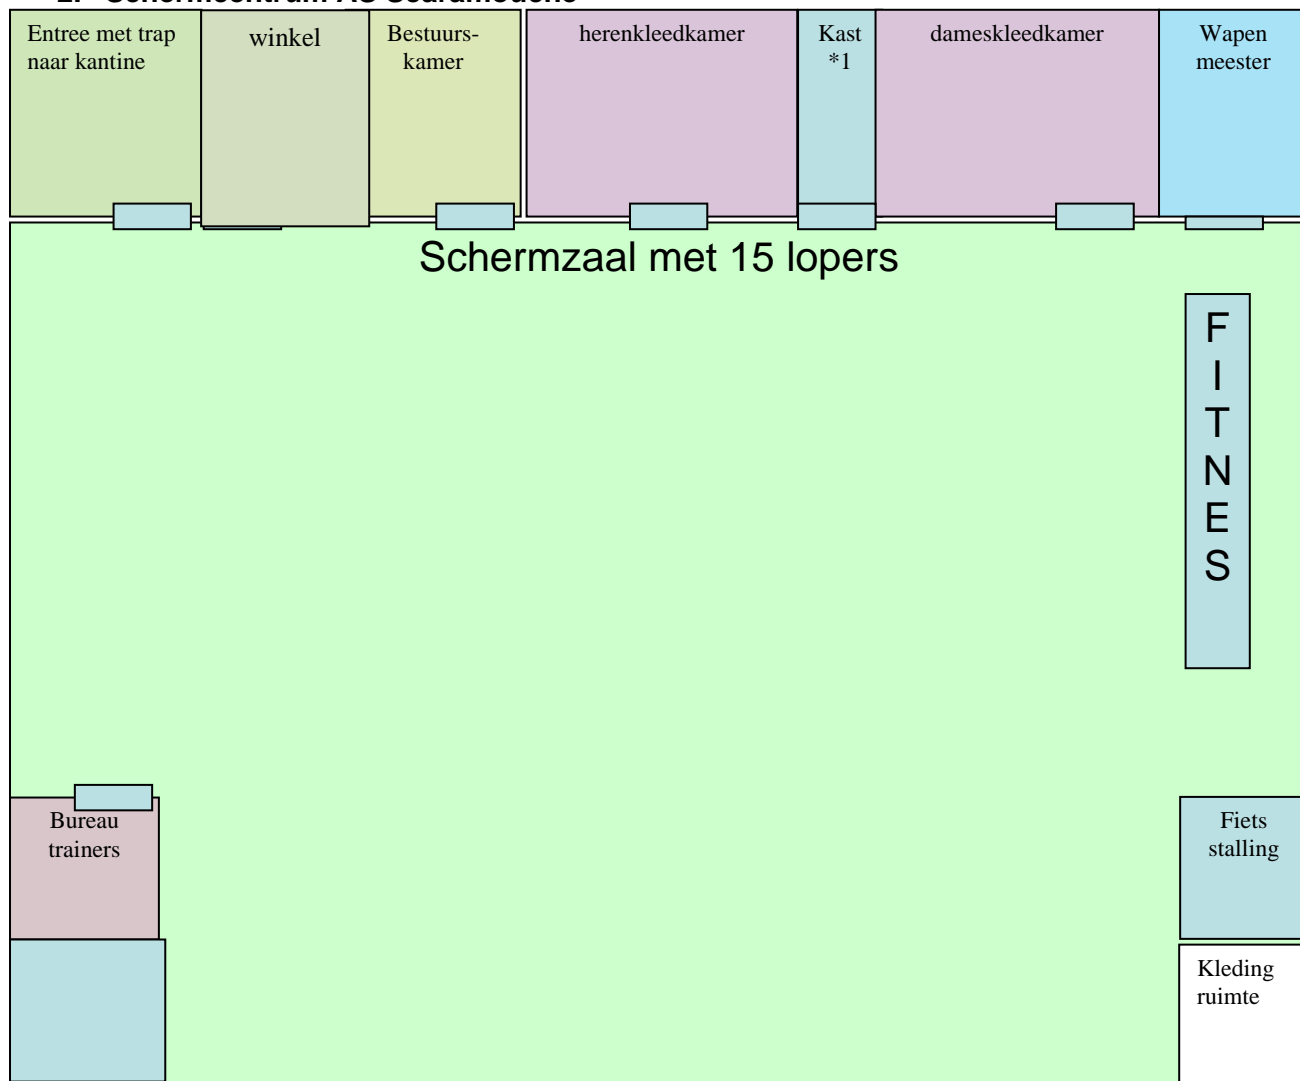 Entree met trap
naar kantine
winkel
Bestuurs-
kamer
herenkleedkamer
Kast
*1
dameskleedkamer
Wapen
meester
Schermzaal met 15 lopers
F
I
T
N
E
S
Bureau
trainers
Fiets
stalling
Kleding
ruimte